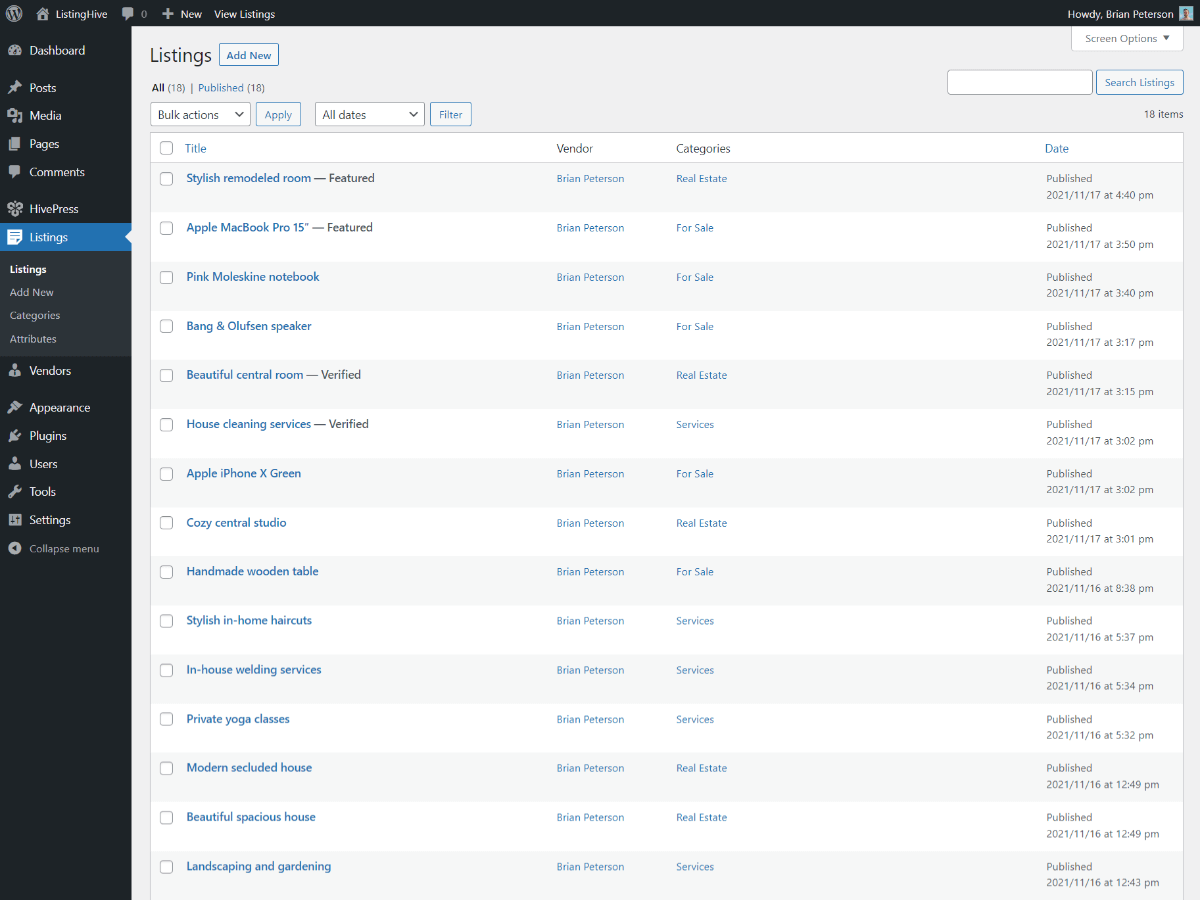 ListingHive 0 New View Listings Howdy, Brian Peterson
Dashboard
Posts
Media
Pages
Comments
HivePress
Listings
Listings
Add New
Categories
Attributes
Vendors
Appearance
Plugins
Users
Tools
Settings
Collapse menu
Screen Options
Listings Add New
All (18) | Published (18)
Search Listings
Bulk actions Apply All dates Filter 18 items
Title Vendor Categories Date
Stylish remodeled room — Featured Brian Peterson Real Estate Published
2021/11/17 at 4:40 pm
Apple MacBook Pro 15" — Featured Brian Peterson For Sale Published
2021/11/17 at 3:50 pm
Pink Moleskine notebook Brian Peterson For Sale Published
2021/11/17 at 3:40 pm
Bang & Olufsen speaker Brian Peterson For Sale Published
2021/11/17 at 3:17 pm
Beautiful central room — Verified Brian Peterson Real Estate Published
2021/11/17 at 3:15 pm
House cleaning services — Verified Brian Peterson Services Published
2021/11/17 at 3:02 pm
Apple iPhone X Green Brian Peterson For Sale Published
2021/11/17 at 3:02 pm
Cozy central studio Brian Peterson Real Estate Published
2021/11/17 at 3:01 pm
Handmade wooden table Brian Peterson For Sale Published
2021/11/16 at 8:38 pm
Stylish in-home haircuts Brian Peterson Services Published
2021/11/16 at 5:37 pm
In-house welding services Brian Peterson Services Published
2021/11/16 at 5:34 pm
Private yoga classes Brian Peterson Services Published
2021/11/16 at 5:32 pm
Modern secluded house Brian Peterson Real Estate Published
2021/11/16 at 12:49 pm
Beautiful spacious house Brian Peterson Real Estate Published
2021/11/16 at 12:49 pm
Landscaping and gardening Brian Peterson Services Published
2021/11/16 at 12:43 pm